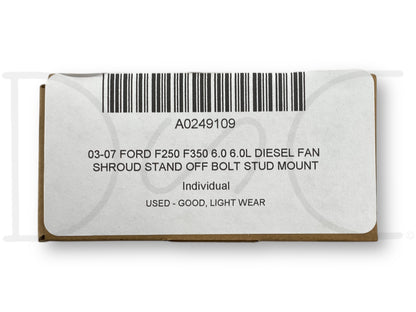 A0249109
03-07 FORD F250 F350 6.0 6.0L DIESEL FAN
SHROUD STAND OFF BOLT STUD MOUNT
Individual
USED - GOOD, LIGHT WEAR